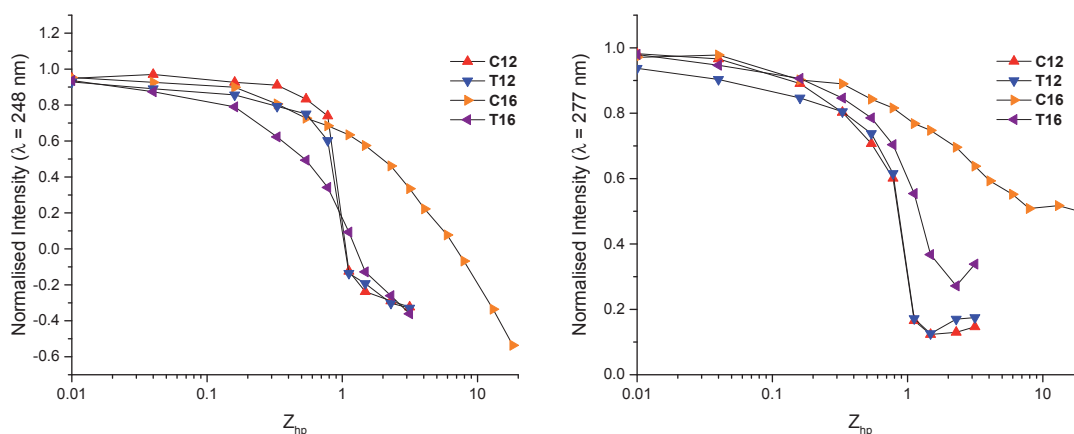 Normalised Intensity (λ = 248 nm)
1.2
1.0
0.8
0.6
0.4
0.2
0.0
-0.2
-0.4
-0.6
0.01
0.1
1
10
Z_hp
C12
T12
C16
T16
Normalised Intensity (λ = 277 nm)
1.0
0.8
0.6
0.4
0.2
0.0
0.01
0.1
1
10
Z_hp
C12
T12
C16
T16